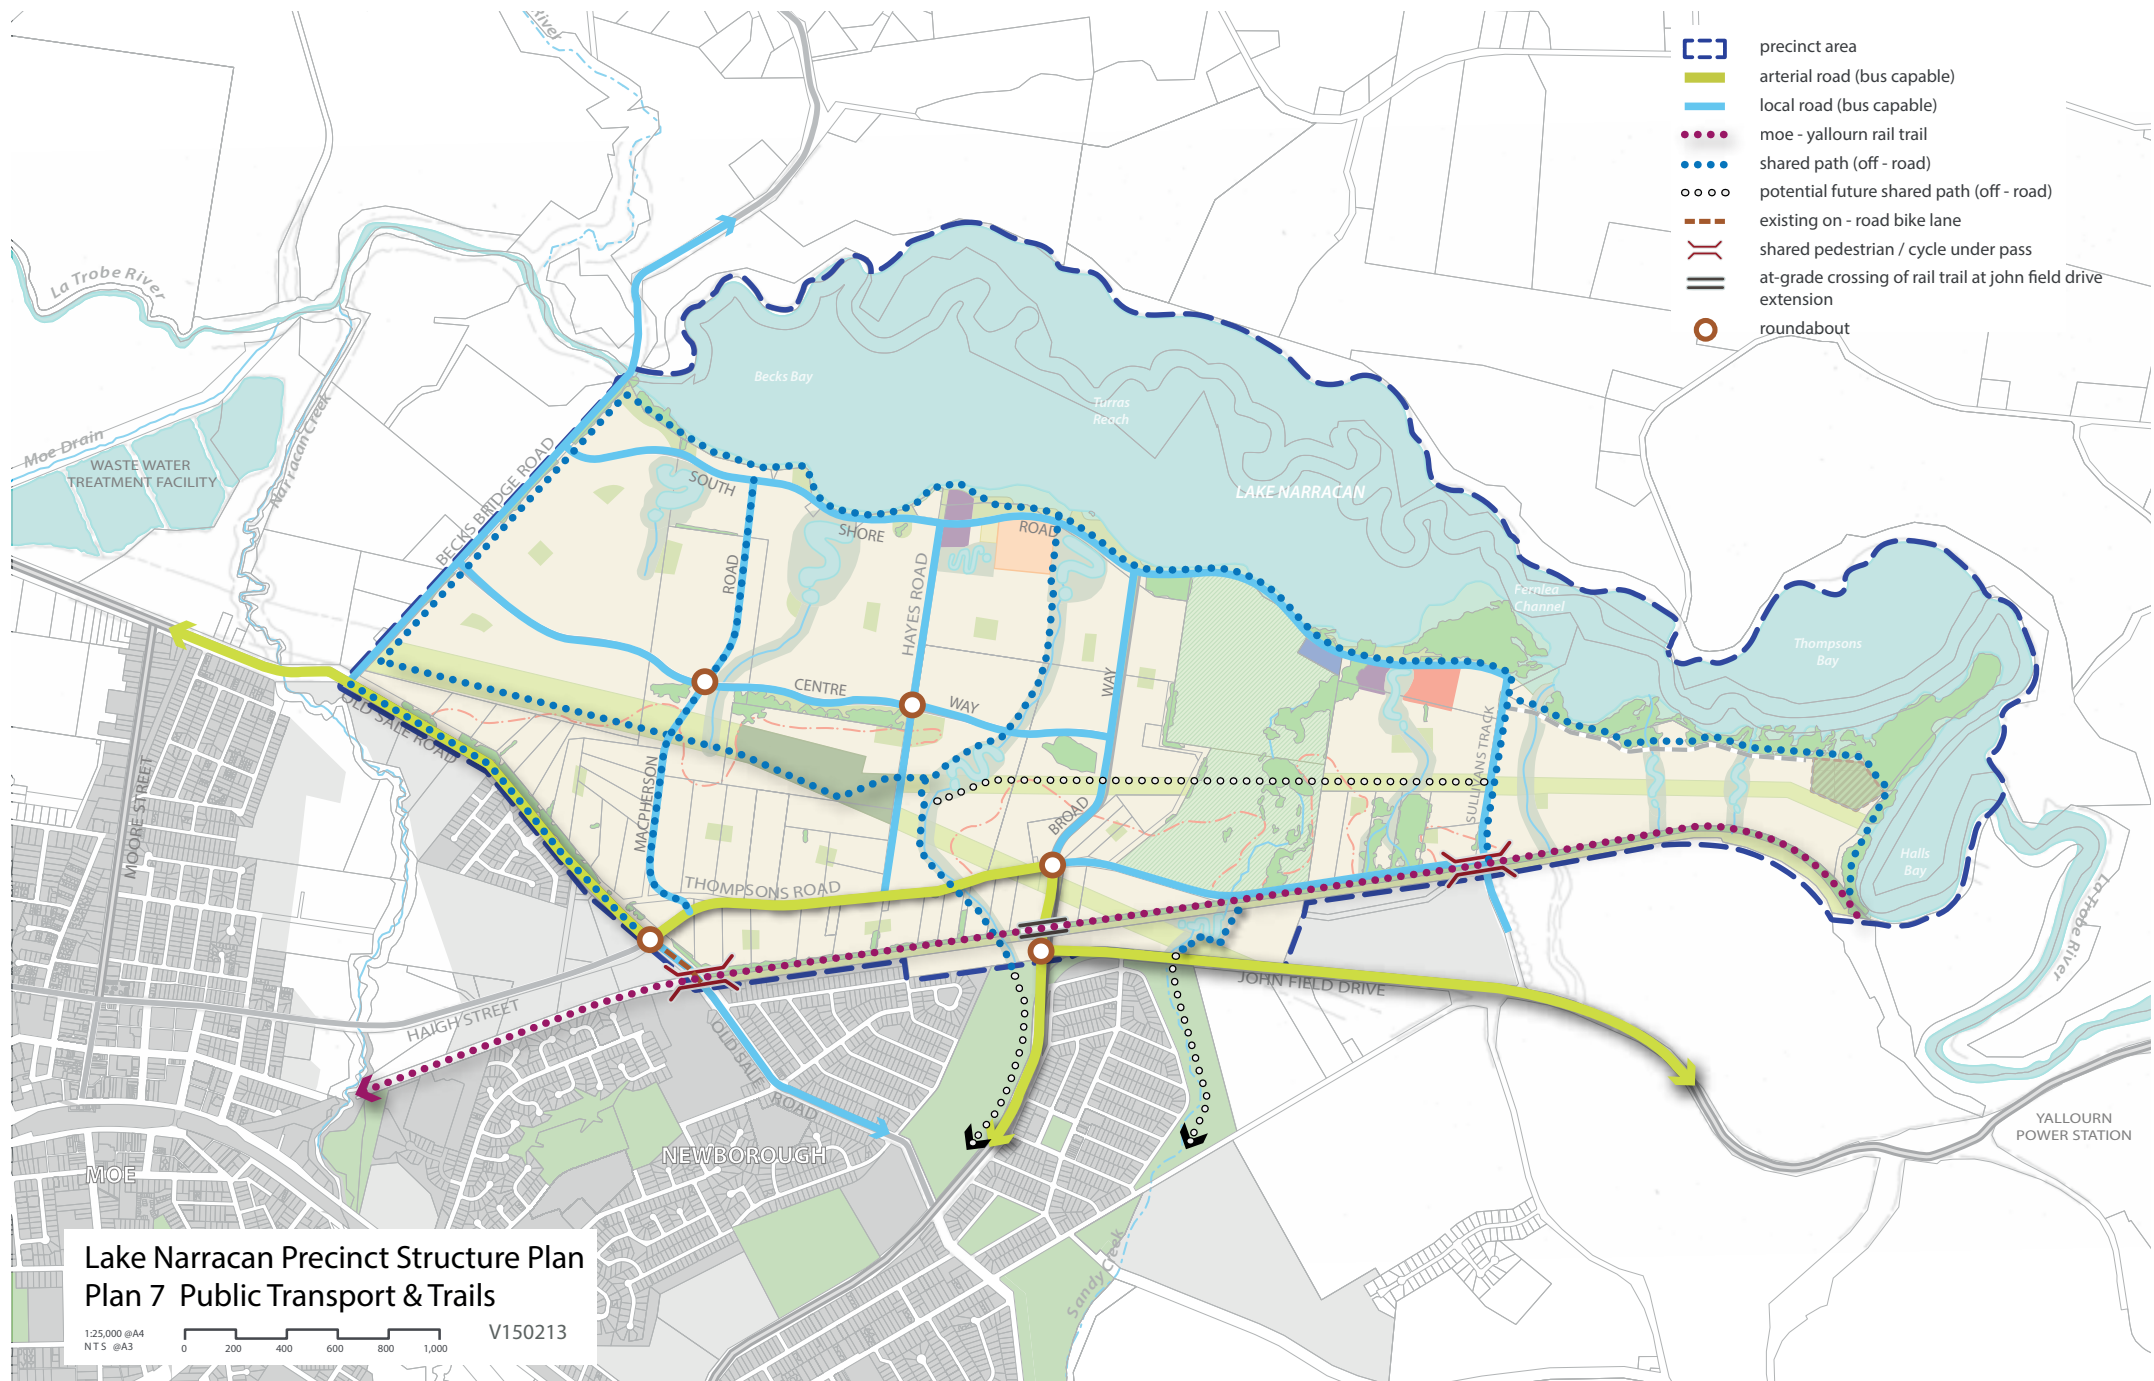 precinct area
arterial road (bus capable)
local road (bus capable)
moe - yallourn rail trail
shared path (off - road)
potential future shared path (off - road)
existing on - road bike lane
shared pedestrian / cycle under pass
at-grade crossing of rail trail at john field drive
extension
roundabout
River
La Trobe River
Moe Drain
Narracan Creek
WASTE WATER
TREATMENT FACILITY
BECKS BRIDGE ROAD
Becks Bay
Turras
Reach
LAKE NARRACAN
Fernlea
Channel
Thompsons
Bay
Halls
Bay
La Trobe River
SOUTH
SHORE
ROAD
ROAD
HAYES ROAD
WAY
CENTRE
WAY
OLD SALE ROAD
MOORE STREET
MACPHERSON
BROAD
SULLIVANS TRACK
THOMPSONS ROAD
HAIGH STREET
JOHN FIELD DRIVE
OLD SALE
ROAD
NEWBOROUGH
MOE
Sandy Creek
YALLOURN
POWER STATION
Lake Narracan Precinct Structure Plan
Plan 7 Public Transport & Trails
1:25,000 @A4
NTS @A3
0 200 400 600 800 1,000
V150213